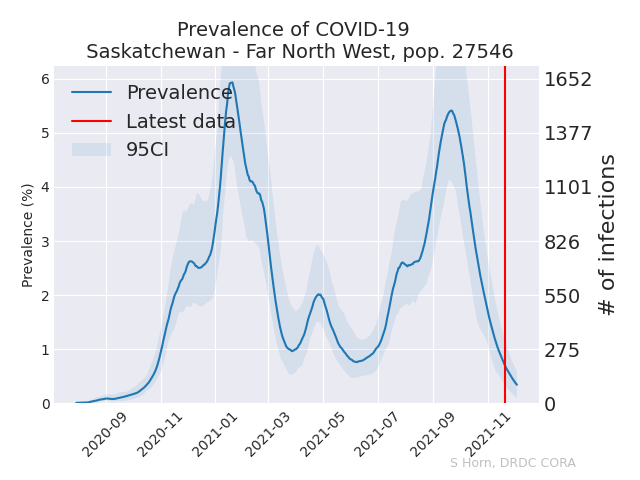 Prevalence of COVID-19
Saskatchewan - Far North West, pop. 27546
Prevalence
Latest data
95CI
Prevalence (%)
6
5
4
3
2
1
0
1652
1377
1101
826
550
275
0
# of infections
2020-09
2020-11
2021-01
2021-03
2021-05
2021-07
2021-09
2021-11
S Horn, DRDC CORA